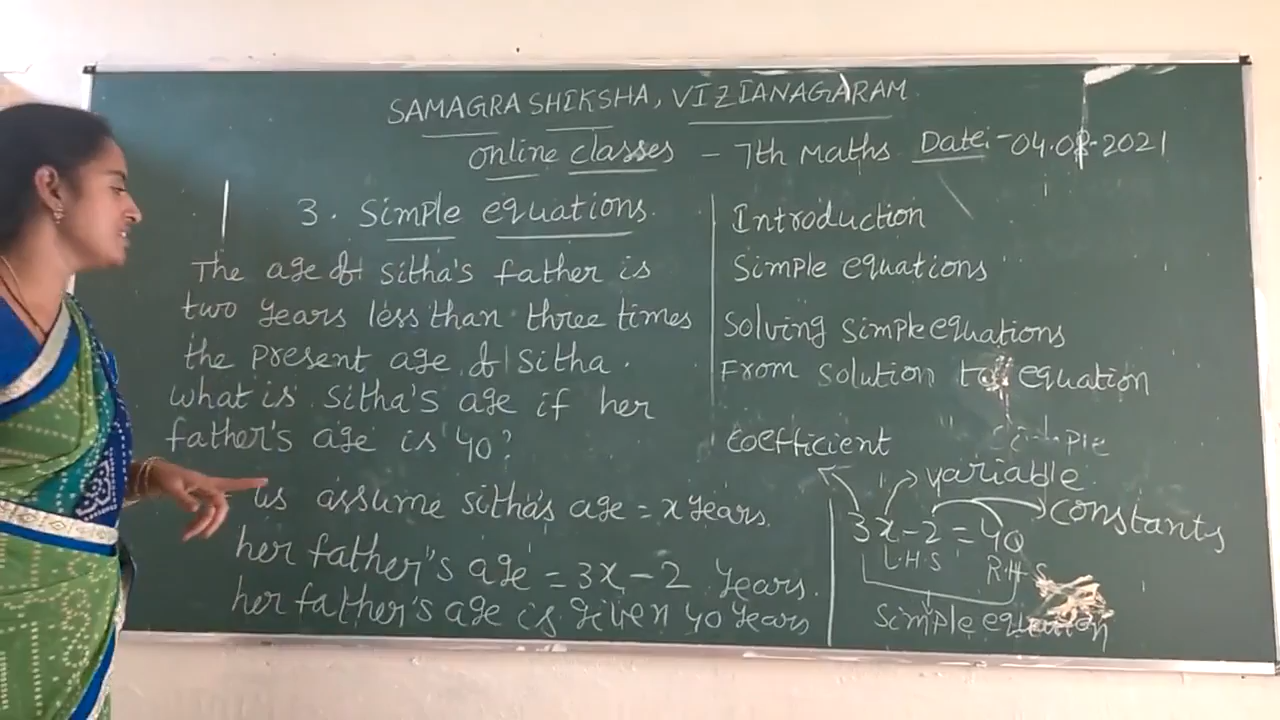 SAMAGRA SHIKSHA, VIZIANAGARAM
online classes - 7th Maths Date:-04.08-2021
3. Simple equations
The age of sitha's father is
two years less than three times
the present age of sitha.
what is sitha's age if her
father's age is 40?
us assume sitha's age = x years.
her father's age = 3x-2 years.
her father's age is given 40 years
Introduction
Simple equations
Solving simple equations
From solution to equation
coefficient
variable
3x-2=40 constants
L.H.S R.H.S
Simple equation